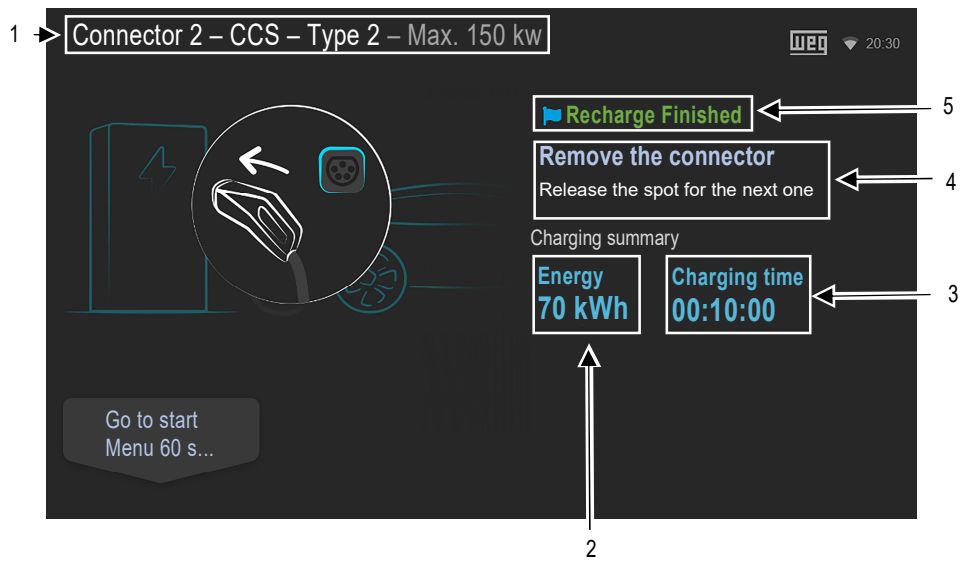 1
Connector 2 – CCS – Type 2 – Max. 150 kw
WEG
20:30
Recharge Finished
5
Remove the connector
Release the spot for the next one
4
Charging summary
Energy
70 kWh
Charging time
00:10:00
3
Go to start
Menu 60 s...
2